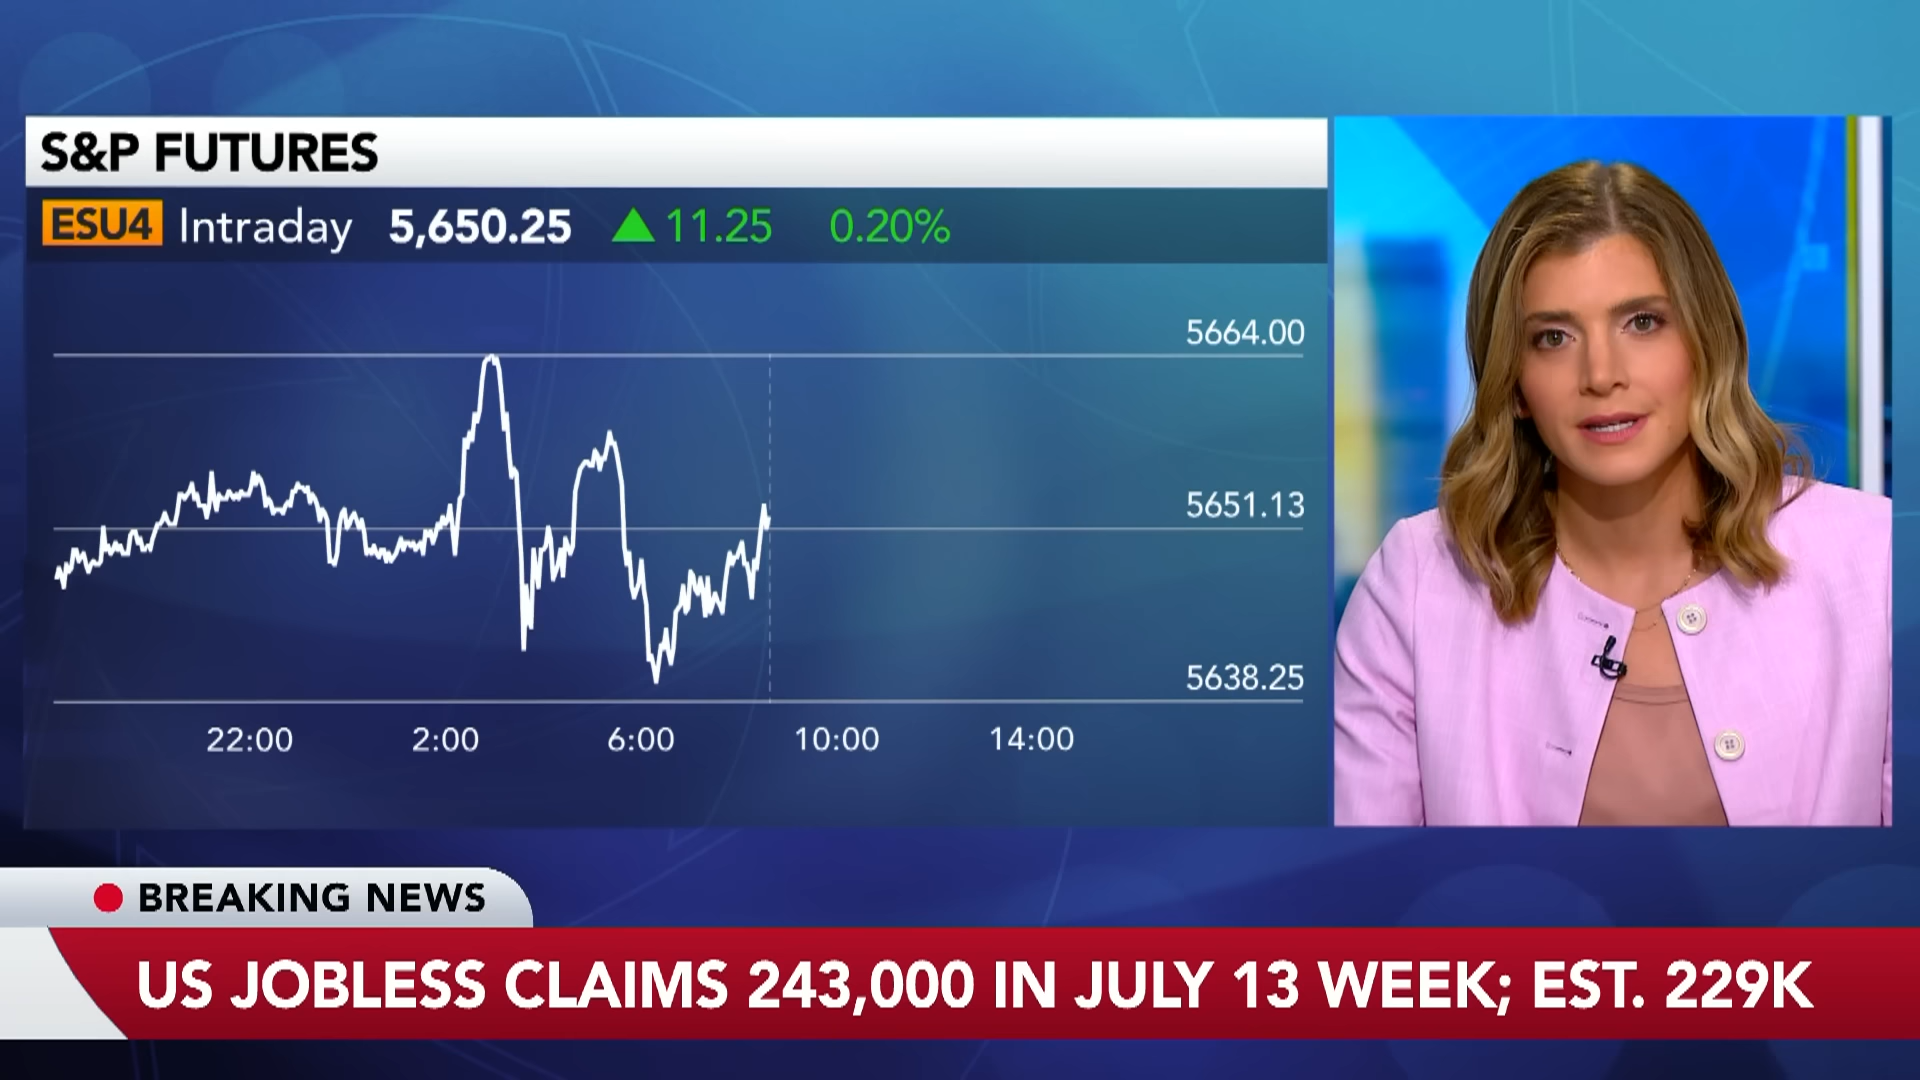 S&P FUTURES
ESU4 Intraday 5,650.25 ▲ 11.25 0.20%
5664.00
5651.13
5638.25
22:00 2:00 6:00 10:00 14:00
BREAKING NEWS
US JOBLESS CLAIMS 243,000 IN JULY 13 WEEK; EST. 229K